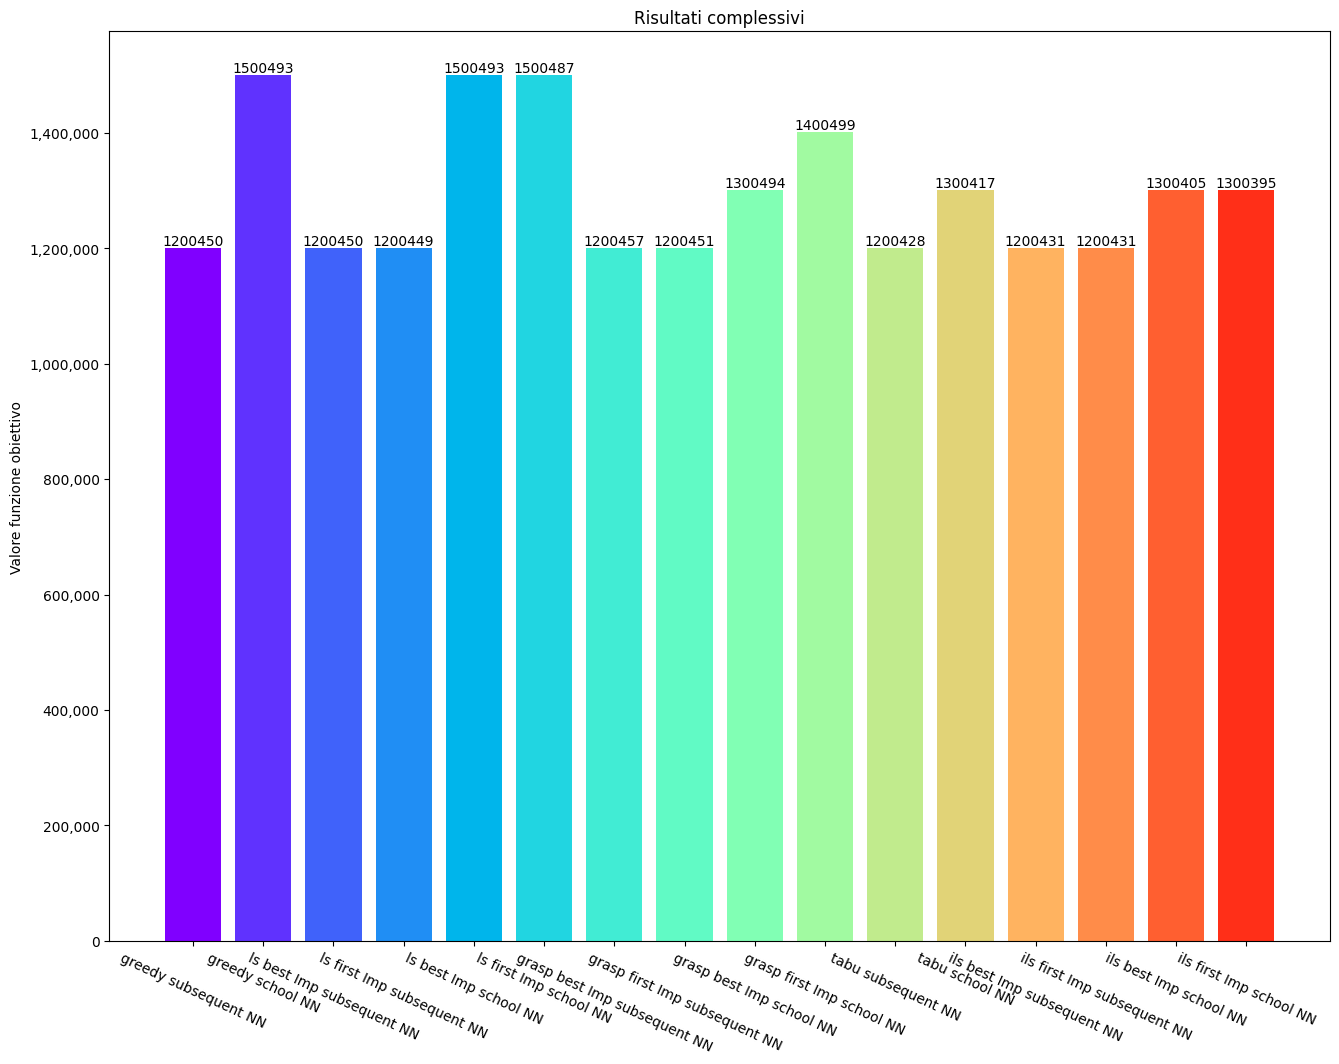 Risultati complessivi
Valore funzione obiettivo
1,400,000
1,200,000
1,000,000
800,000
600,000
400,000
200,000
0
1200450
1500493
1200450
1200449
1500493
1500487
1200457
1200451
1300494
1400499
1200428
1300417
1200431
1200431
1300405
1300395
greedy subsequent NN
greedy school NN
ls best Imp subsequent NN
ls first Imp subsequent NN
ls best Imp school NN
ls first Imp school NN
grasp best Imp subsequent NN
grasp first Imp subsequent NN
grasp best Imp school NN
grasp first Imp school NN
tabu subsequent NN
tabu school NN
ils best Imp subsequent NN
ils first Imp subsequent NN
ils best Imp school NN
ils first Imp school NN